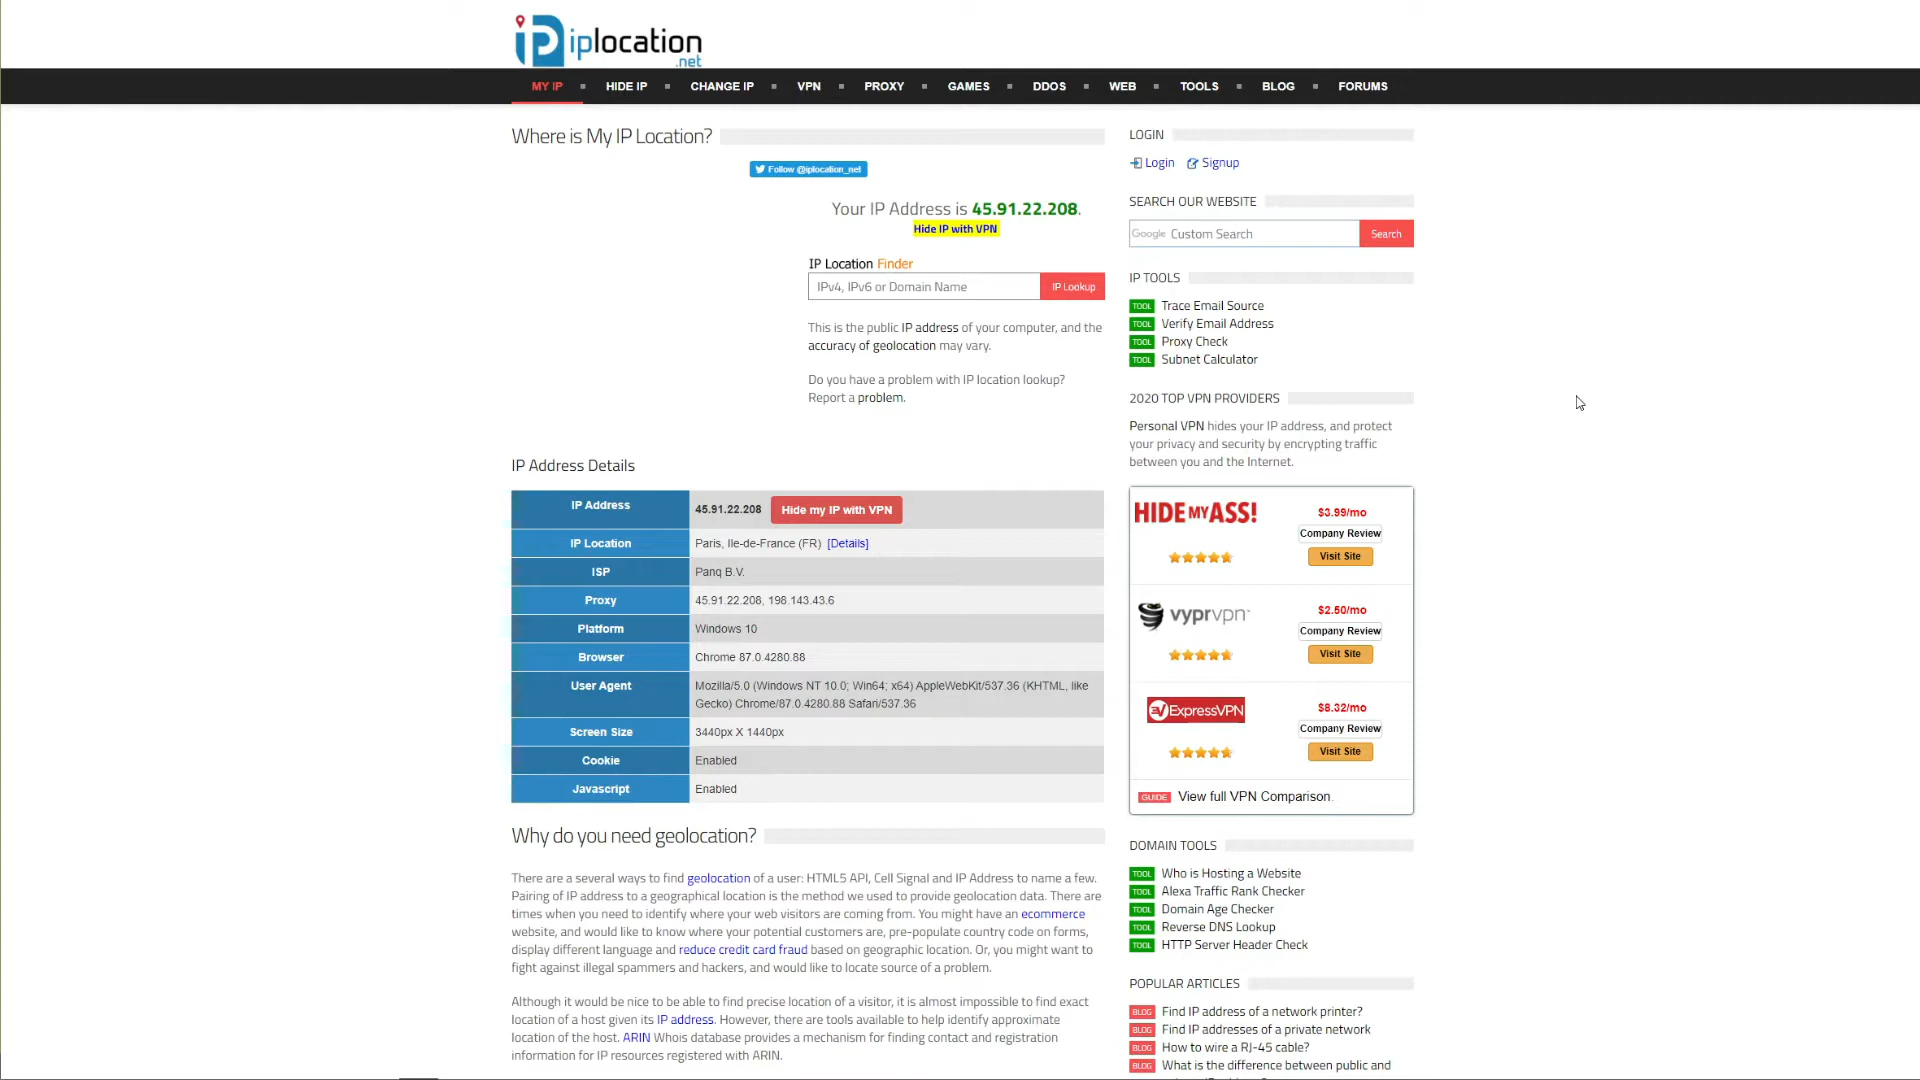 iplocation
.net
MY IP
HIDE IP
CHANGE IP
VPN
PROXY
GAMES
DDOS
WEB
TOOLS
BLOG
FORUMS
Where is My IP Location?
Follow @iplocation_net
Your IP Address is 45.91.22.208.
Hide IP with VPN
IP Location Finder
IPv4, IPv6 or Domain Name
IP Lookup
This is the public IP address of your computer, and the
accuracy of geolocation may vary.
Do you have a problem with IP location lookup?
Report a problem.
IP Address Details
IP Address 45.91.22.208 Hide my IP with VPN
IP Location Paris, Ile-de-France (FR) [Details]
ISP Panq B.V.
Proxy 45.91.22.208, 198.143.43.6
Platform Windows 10
Browser Chrome 87.0.4280.88
User Agent Mozilla/5.0 (Windows NT 10.0; Win64; x64) AppleWebKit/537.36 (KHTML, like
Gecko) Chrome/87.0.4280.88 Safari/537.36
Screen Size 3440px X 1440px
Cookie Enabled
Javascript Enabled
Why do you need geolocation?
There are a several ways to find geolocation of a user: HTML5 API, Cell Signal and IP Address to name a few.
Pairing of IP address to a geographical location is the method we used to provide geolocation data. There are
times when you need to identify where your web visitors are coming from. You might have an ecommerce
website, and would like to know where your potential customers are, pre-populate country code on forms,
display different language and reduce credit card fraud based on geographic location. Or, you might want to
fight against illegal spammers and hackers, and would like to locate source of a problem.
Although it would be nice to be able to find precise location of a visitor, it is almost impossible to find exact
location of a host given its IP address. However, there are tools available to help identify approximate
location of the host. ARIN Whois database provides a mechanism for finding contact and registration
information for IP resources registered with ARIN.
LOGIN
Login Signup
SEARCH OUR WEBSITE
Google Custom Search
Search
IP TOOLS
TOOL Trace Email Source
TOOL Verify Email Address
TOOL Proxy Check
TOOL Subnet Calculator
2020 TOP VPN PROVIDERS
Personal VPN hides your IP address, and protect
your privacy and security by encrypting traffic
between you and the Internet.
HIDE MY ASS!
$3.99/mo
Company Review
Visit Site
vyprvpn
$2.50/mo
Company Review
Visit Site
ExpressVPN
$8.32/mo
Company Review
Visit Site
GUIDE View full VPN Comparison.
DOMAIN TOOLS
TOOL Who is Hosting a Website
TOOL Alexa Traffic Rank Checker
TOOL Domain Age Checker
TOOL Reverse DNS Lookup
TOOL HTTP Server Header Check
POPULAR ARTICLES
BLOG Find IP address of a network printer?
BLOG Find IP addresses of a private network
BLOG How to wire a RJ-45 cable?
BLOG What is the difference between public and